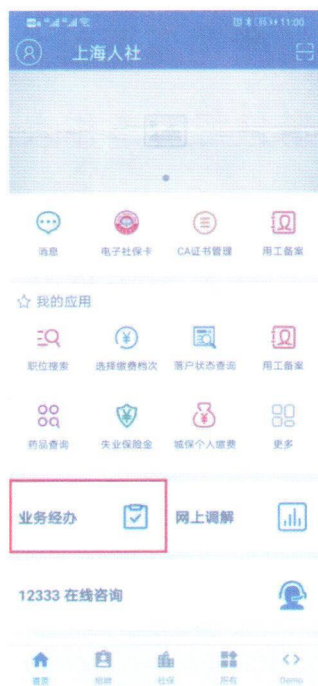 11:00
上海人社
消息 电子社保卡 CA证书管理 用工备案
我的应用
职位搜索 选择缴费档次 落户状态查询 用工备案
药品查询 失业保险金 城保个人缴费 更多
业务经办 网上调解
12333 在线咨询
首页 招聘 社保 所有 Demo